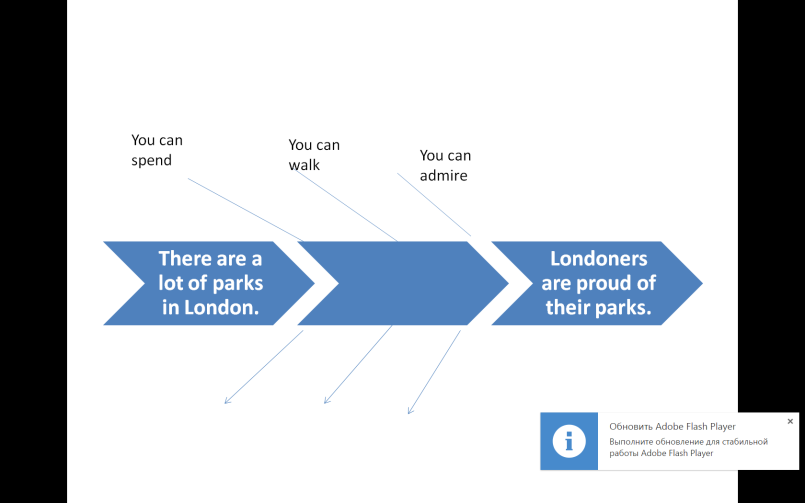 You can
spend
You can
walk
You can
admire
There are a
lot of parks
in London.
Londoners
are proud of
their parks.
Обновить Adobe Flash Player
Выполните обновление для стабильной
работы Adobe Flash Player